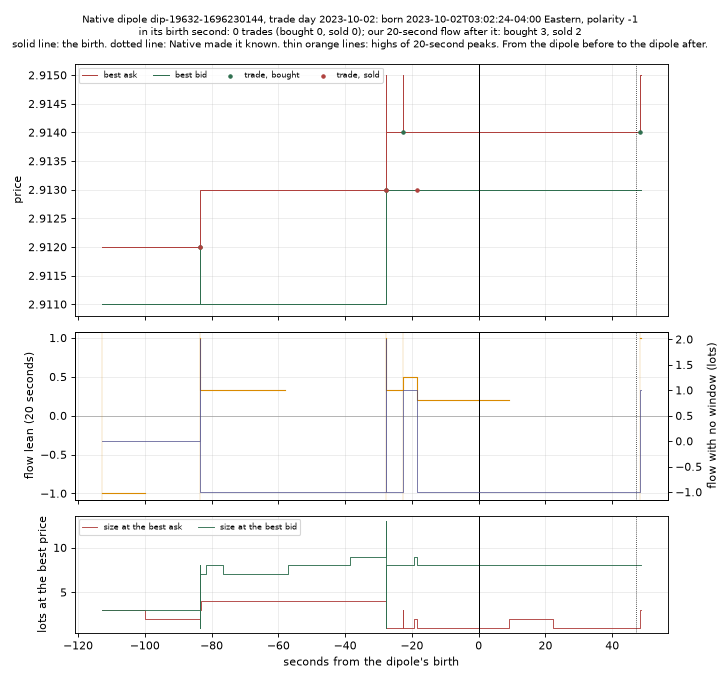 Native dipole dip-19632-1696230144, trade day 2023-10-02: born 2023-10-02T03:02:24-04:00 Eastern, polarity -1
in its birth second: 0 trades (bought 0, sold 0); our 20-second flow after it: bought 3, sold 2
solid line: the birth. dotted line: Native made it known. thin orange lines: highs of 20-second peaks. From the dipole before to the dipole after.
best ask
best bid
trade, bought
trade, sold
2.9150
2.9145
2.9140
2.9135
2.9130
2.9125
2.9120
2.9115
2.9110
price
1.0
0.5
0.0
−0.5
−1.0
flow lean (20 seconds)
2.0
1.5
1.0
0.5
0.0
−0.5
−1.0
flow with no window (lots)
size at the best ask
size at the best bid
10
5
lots at the best price
−120
−100
−80
−60
−40
−20
0
20
40
seconds from the dipole's birth